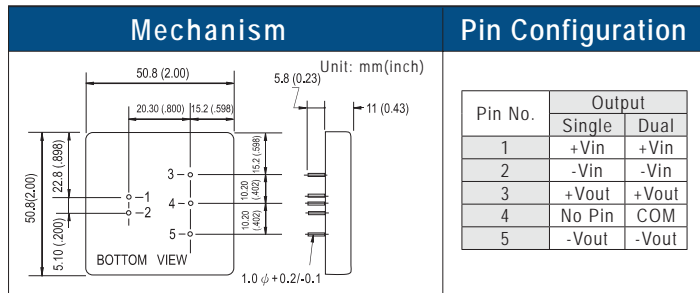 Mechanism
Pin Configuration
Unit: mm(inch)
50.8 (2.00)
5.8 (0.23)
20.30 (.800)
15.2 (.598)
11 (0.43)
50.8(2.00)
22.8 (.898)
5.10 (.200)
15.2 (.598)
10.20 (.402)
10.20 (.402)
1
2
3
4
5
BOTTOM VIEW
1.0 ϕ +0.2/-0.1
Pin No. Output
Single Dual
1 +Vin +Vin
2 -Vin -Vin
3 +Vout +Vout
4 No Pin COM
5 -Vout -Vout